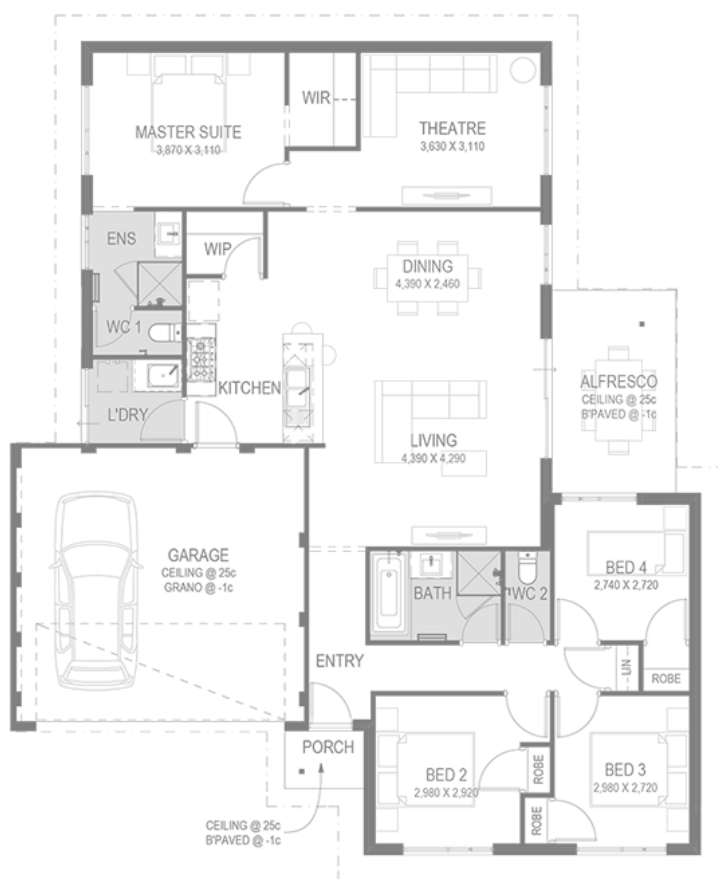 WIR
MASTER SUITE
3,870 X 3,110
THEATRE
3,630 X 3,110
ENS
WIP
DINING
4,390 X 2,460
WC 1
KITCHEN
ALFRESCO
CEILING @ 25c
B'PAVED @ -1c
L'DRY
LIVING
4,390 X 4,290
GARAGE
CEILING @ 25c
GRANO @ -1c
BATH
WC 2
BED 4
2,740 X 2,720
ENTRY
LIN
ROBE
PORCH
BED 2
2,980 X 2,920
ROBE
BED 3
2,980 X 2,720
ROBE
CEILING @ 25c
B'PAVED @ -1c